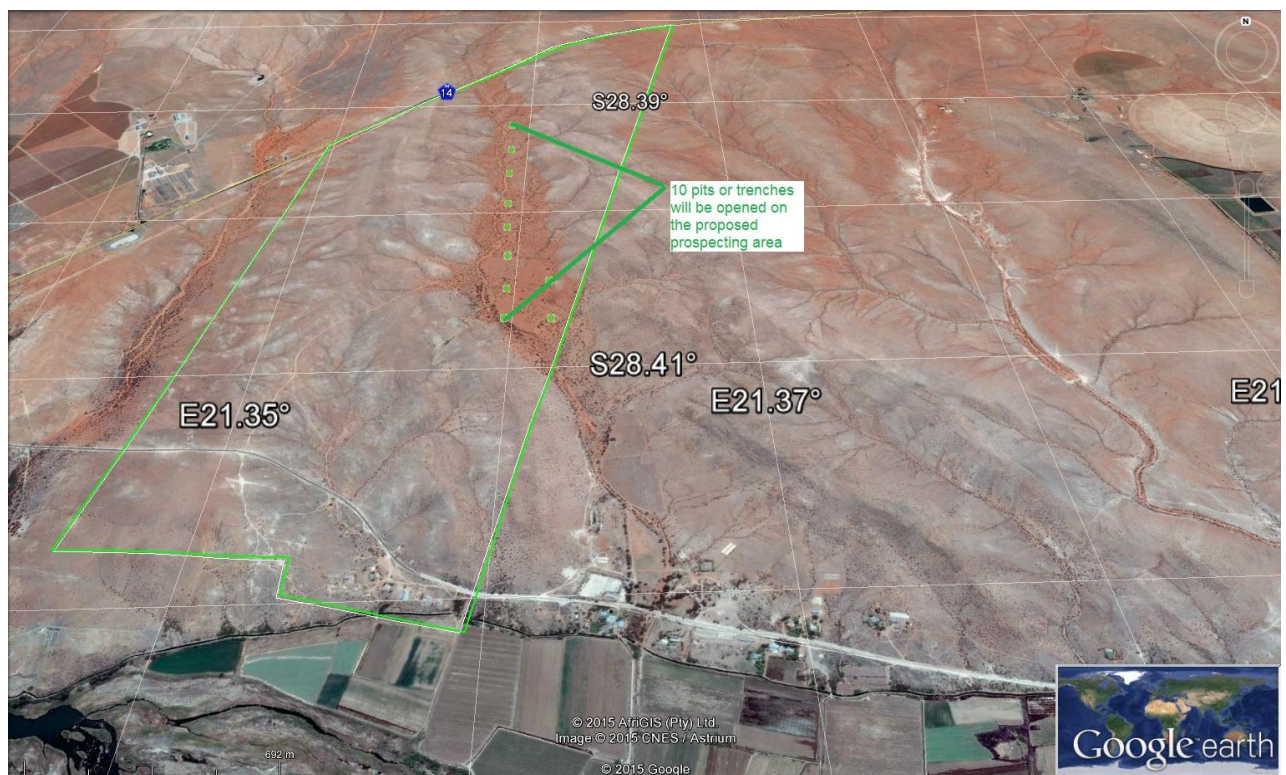 N
14
S28.39°
10 pits or trenches
will be opened on
the proposed
prospecting area
S28.41°
E21.35°
E21.37°
E21
© 2015 AfriGIS (Pty) Ltd.
Image © 2015 CNES / Astrium
692 m
© 2015 Google
Google earth